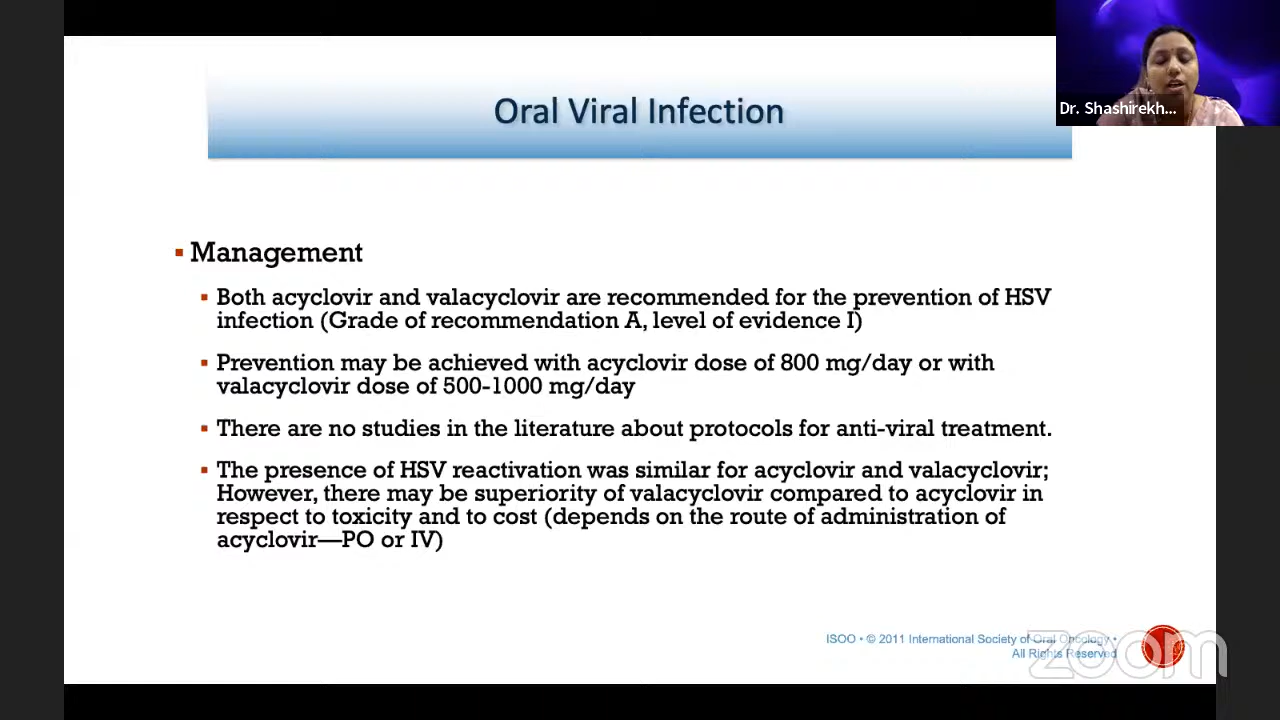 Oral Viral Infection
Dr. Shashirekh...
Management
Both acyclovir and valacyclovir are recommended for the prevention of HSV
infection (Grade of recommendation A, level of evidence I)
Prevention may be achieved with acyclovir dose of 800 mg/day or with
valacyclovir dose of 500-1000 mg/day
There are no studies in the literature about protocols for anti-viral treatment.
The presence of HSV reactivation was similar for acyclovir and valacyclovir;
However, there may be superiority of valacyclovir compared to acyclovir in
respect to toxicity and to cost (depends on the route of administration of
acyclovir—PO or IV)
ISOO • © 2011 International Society of Oral Oncology •
All Rights Reserved
zoom